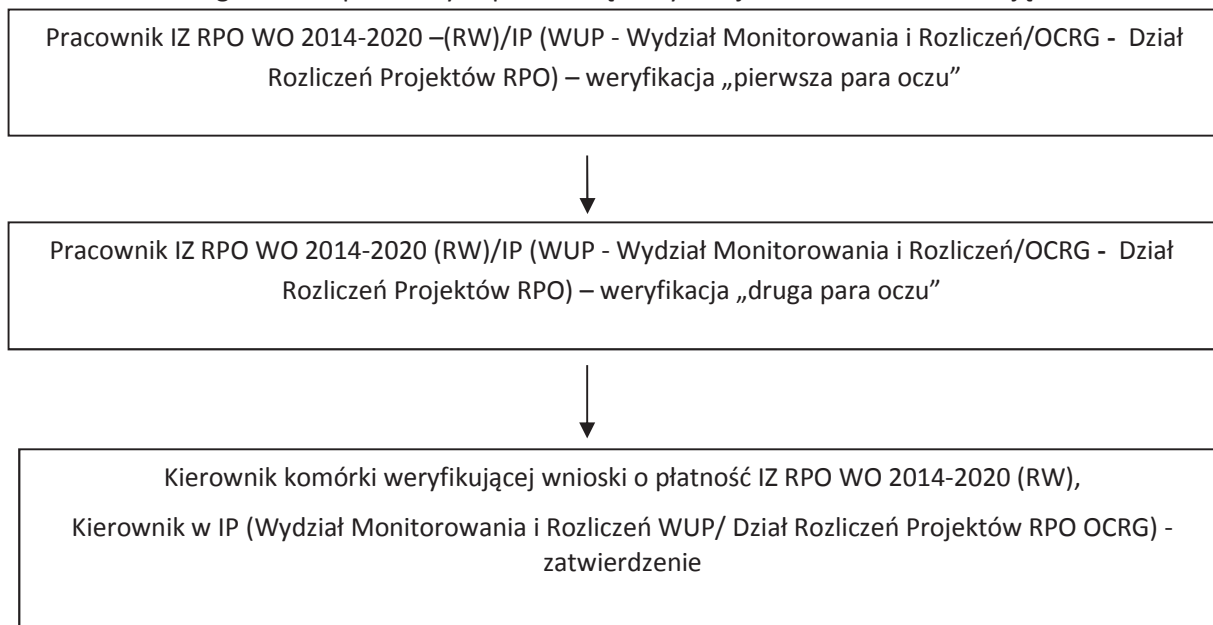 Pracownik IZ RPO WO 2014-2020 –(RW)/IP (WUP - Wydział Monitorowania i Rozliczeń/OCRG - Dział
Rozliczeń Projektów RPO) – weryfikacja „pierwsza para oczu”
Pracownik IZ RPO WO 2014-2020 (RW)/IP (WUP - Wydział Monitorowania i Rozliczeń/OCRG - Dział
Rozliczeń Projektów RPO) – weryfikacja „druga para oczu”
Kierownik komórki weryfikującej wnioski o płatność IZ RPO WO 2014-2020 (RW),
Kierownik w IP (Wydział Monitorowania i Rozliczeń WUP/ Dział Rozliczeń Projektów RPO OCRG) -
zatwierdzenie